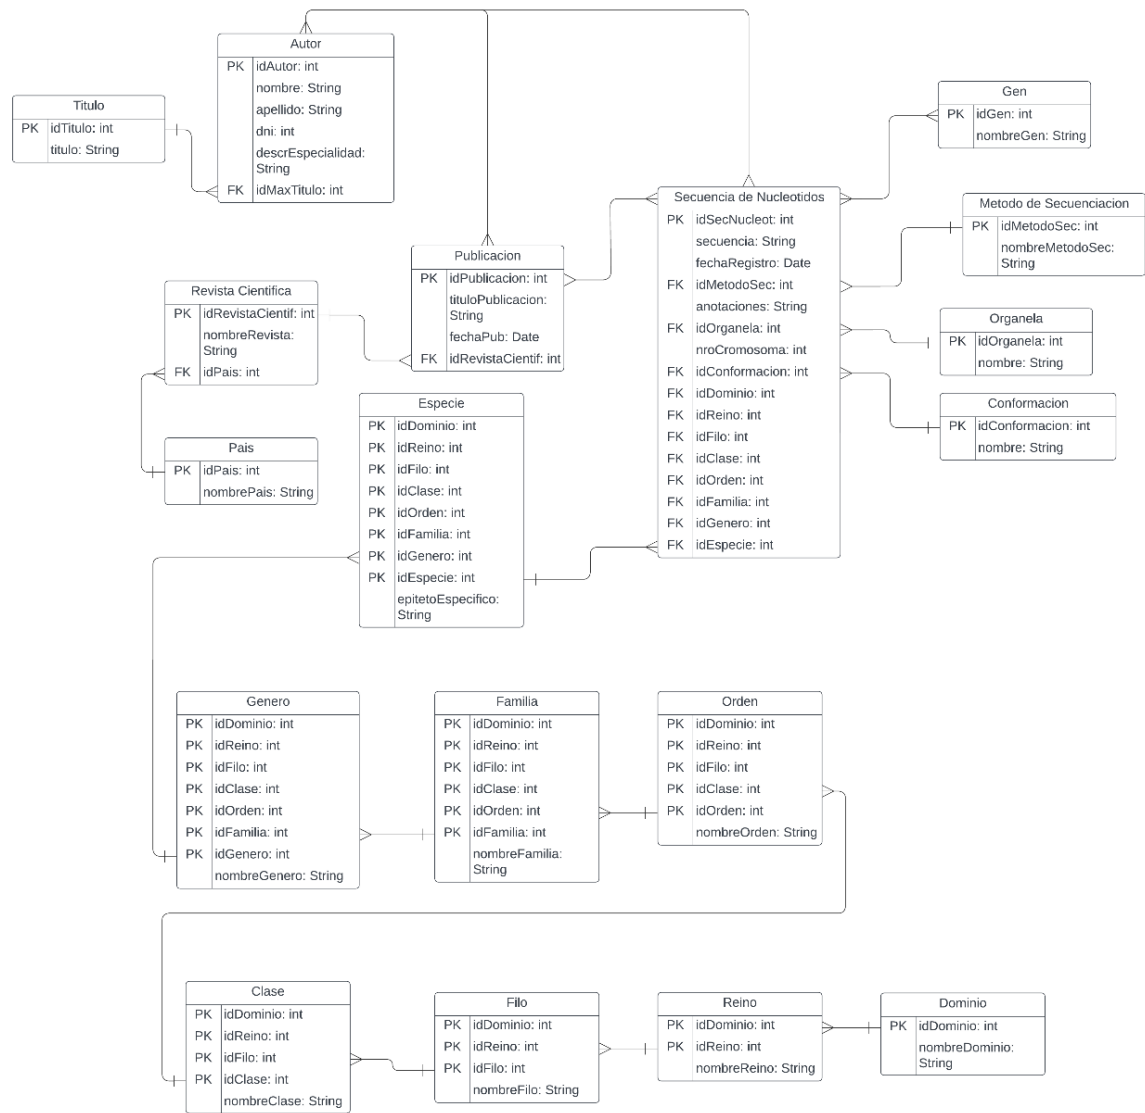 Autor
PK idAutor: int
nombre: String
apellido: String
dni: int
descrEspecialidad:
String
FK idMaxTitulo: int
Titulo
PK idTitulo: int
titulo: String
Gen
PK idGen: int
nombreGen: String
Secuencia de Nucleotidos
PK idSecNucleot: int
secuencia: String
fechaRegistro: Date
FK idMetodoSec: int
anotaciones: String
FK idOrganela: int
nroCromosoma: int
FK idConformacion: int
FK idDominio: int
FK idReino: int
FK idFilo: int
FK idClase: int
FK idOrden: int
FK idFamilia: int
FK idGenero: int
FK idEspecie: int
Metodo de Secuenciacion
PK idMetodoSec: int
nombreMetodoSec:
String
Publicacion
PK idPublicacion: int
tituloPublicacion:
String
fechaPub: Date
FK idRevistaCientif: int
Revista Cientifica
PK idRevistaCientif: int
nombreRevista:
String
FK idPais: int
Organela
PK idOrganela: int
nombre: String
Conformacion
PK idConformacion: int
nombre: String
Especie
PK idDominio: int
PK idReino: int
PK idFilo: int
PK idClase: int
PK idOrden: int
PK idFamilia: int
PK idGenero: int
PK idEspecie: int
epitetoEspecifico:
String
Pais
PK idPais: int
nombrePais: String
Genero
PK idDominio: int
PK idReino: int
PK idFilo: int
PK idClase: int
PK idOrden: int
PK idFamilia: int
PK idGenero: int
nombreGenero: String
Familia
PK idDominio: int
PK idReino: int
PK idFilo: int
PK idClase: int
PK idOrden: int
PK idFamilia: int
nombreFamilia:
String
Orden
PK idDominio: int
PK idReino: int
PK idFilo: int
PK idClase: int
PK idOrden: int
nombreOrden: String
Clase
PK idDominio: int
PK idReino: int
PK idFilo: int
PK idClase: int
nombreClase: String
Filo
PK idDominio: int
PK idReino: int
PK idFilo: int
nombreFilo: String
Reino
PK idDominio: int
PK idReino: int
nombreReino: String
Dominio
PK idDominio: int
nombreDominio:
String